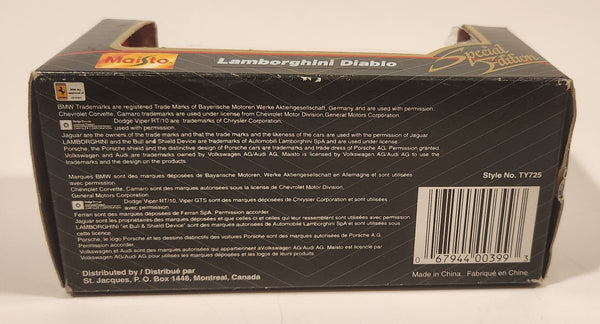 Maisto
Lamborghini Diablo
Special Edition
BMW Trademarks are registered Trade Marks of Bayerische Motoren Werke Aktiengesellschaft, Germany and are used with permission.
Chevrolet Corvette, Camaro trademarks are used under license from Chevrolet Motor Division, General Motors Corporation.
Dodge Viper RT/10 are trademarks of Chrysler Corporation,
used with permission.
Jaguar are the owners of the trade marks and that the trade marks and the likeness of the cars are used with the permission of Jaguar
LAMBORGHINI and the Bull and Shield Device are trademarks of Automobili Lamborghini SpA and are used under license.
Porsche, the Porsche shield and the distinctive design of Porsche cars are trademarks and trade dress of Porsche AG. Permission granted.
Volkswagen and Audi are trademarks owned by Volkswagen AG/Audi AG. Maisto is licensed by Volkswagen AG/Audi AG to use the
trademarks and the design on the products.
Marques BMW sont des marques déposées de Bayerische Motoren, Werke Aktiengesellschaft en Allemagne et sont utilisées
avec permission.
Chevrolet Corvette, Camaro sont des marques autorisées sous la license de Chevrolet Motor Division,
General Motors Corporation.
Dodge Viper RT/10, Viper GTS sont des marques déposées de Chrysler Corporation et sont utilisées
avec permission.
Ferrari sont des marques déposées de Ferrari SpA. Permission accorder.
Jaguar sont les propriétaires des marques déposées et que celles-ci et celles qui leur ressemblent sont utilisées avec permission.
LAMBORGHINI "et du Bull & Shield Device" sont des marques déposées de Automobile Lamborghini SpA et sont utilisées sous
cette licence
Porsche, le logo Porsche et les dessins distinctifs des voitures Porsche sont des marques autorisées de Porsche A.G.
Permission accorder.
Volkswagen et Audi sont des marques autorisées qui appartiennent aVolkswagen AG/Audi AG. Maisto est licencié par
Volkswagen AG/Audi AG pour utilisés les marques déposées et les logos de leurs produits.
Distributed by / Distribué par
St. Jacques, P. O. Box 1448, Montreal, Canada
Style No. TY725
0 67944 00399 3
Made in China. Fabriqué en Chine.